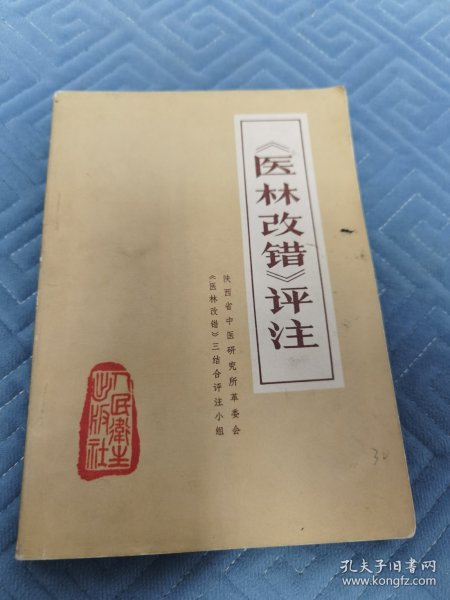 《医林改错》评注
陕西省中医研究所革委会
《医林改错》三结合评注小组
人民卫生
出版社
30
孔夫子旧书网
www.kongfz.com